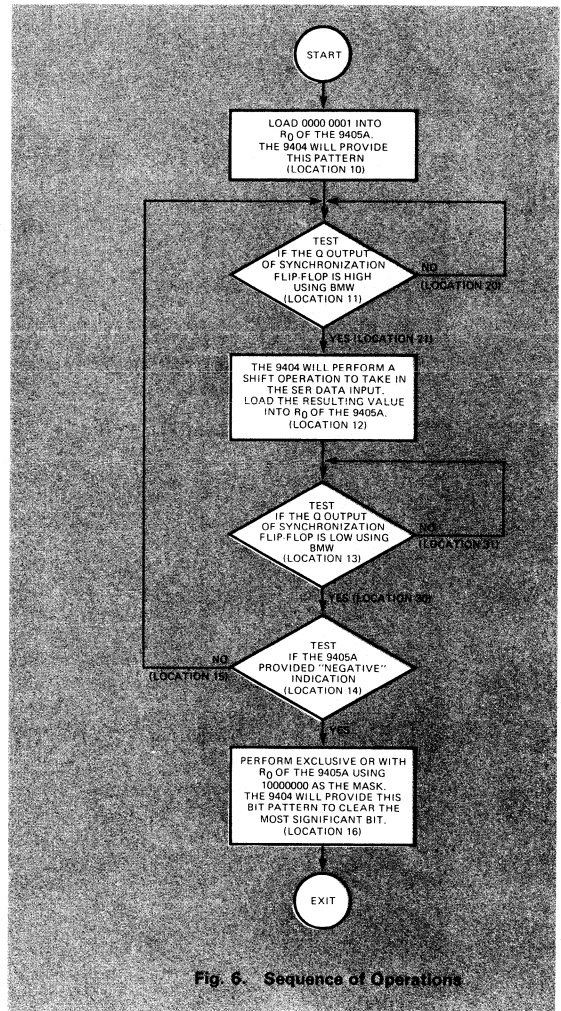 START
LOAD 0000 0001 INTO
R0 OF THE 9405A.
THE 9404 WILL PROVIDE
THIS PATTERN
(LOCATION 10)
TEST
IF THE Q OUTPUT
OF SYNCHRONIZATION
FLIP-FLOP IS HIGH
USING BMW
(LOCATION 11)
NO
(LOCATION 20)
YES (LOCATION 21)
THE 9404 WILL PERFORM A
SHIFT OPERATION TO TAKE IN
THE SER DATA INPUT.
LOAD THE RESULTING VALUE
INTO R0 OF THE 9405A.
(LOCATION 12)
TEST
IF THE Q OUTPUT
OF SYNCHRONIZATION
FLIP-FLOP IS LOW USING
BMW
(LOCATION 13)
NO
(LOCATION 31)
YES (LOCATION 30)
TEST
IF THE 9405A
PROVIDED "NEGATIVE"
INDICATION
(LOCATION 14)
NO
(LOCATION 15)
YES
PERFORM EXCLUSIVE OR WITH
R0 OF THE 9405A USING
10000000 AS THE MASK.
THE 9404 WILL PROVIDE THIS
BIT PATTERN TO CLEAR THE
MOST SIGNIFICANT BIT.
(LOCATION 16)
EXIT
Fig. 6. Sequence of Operations